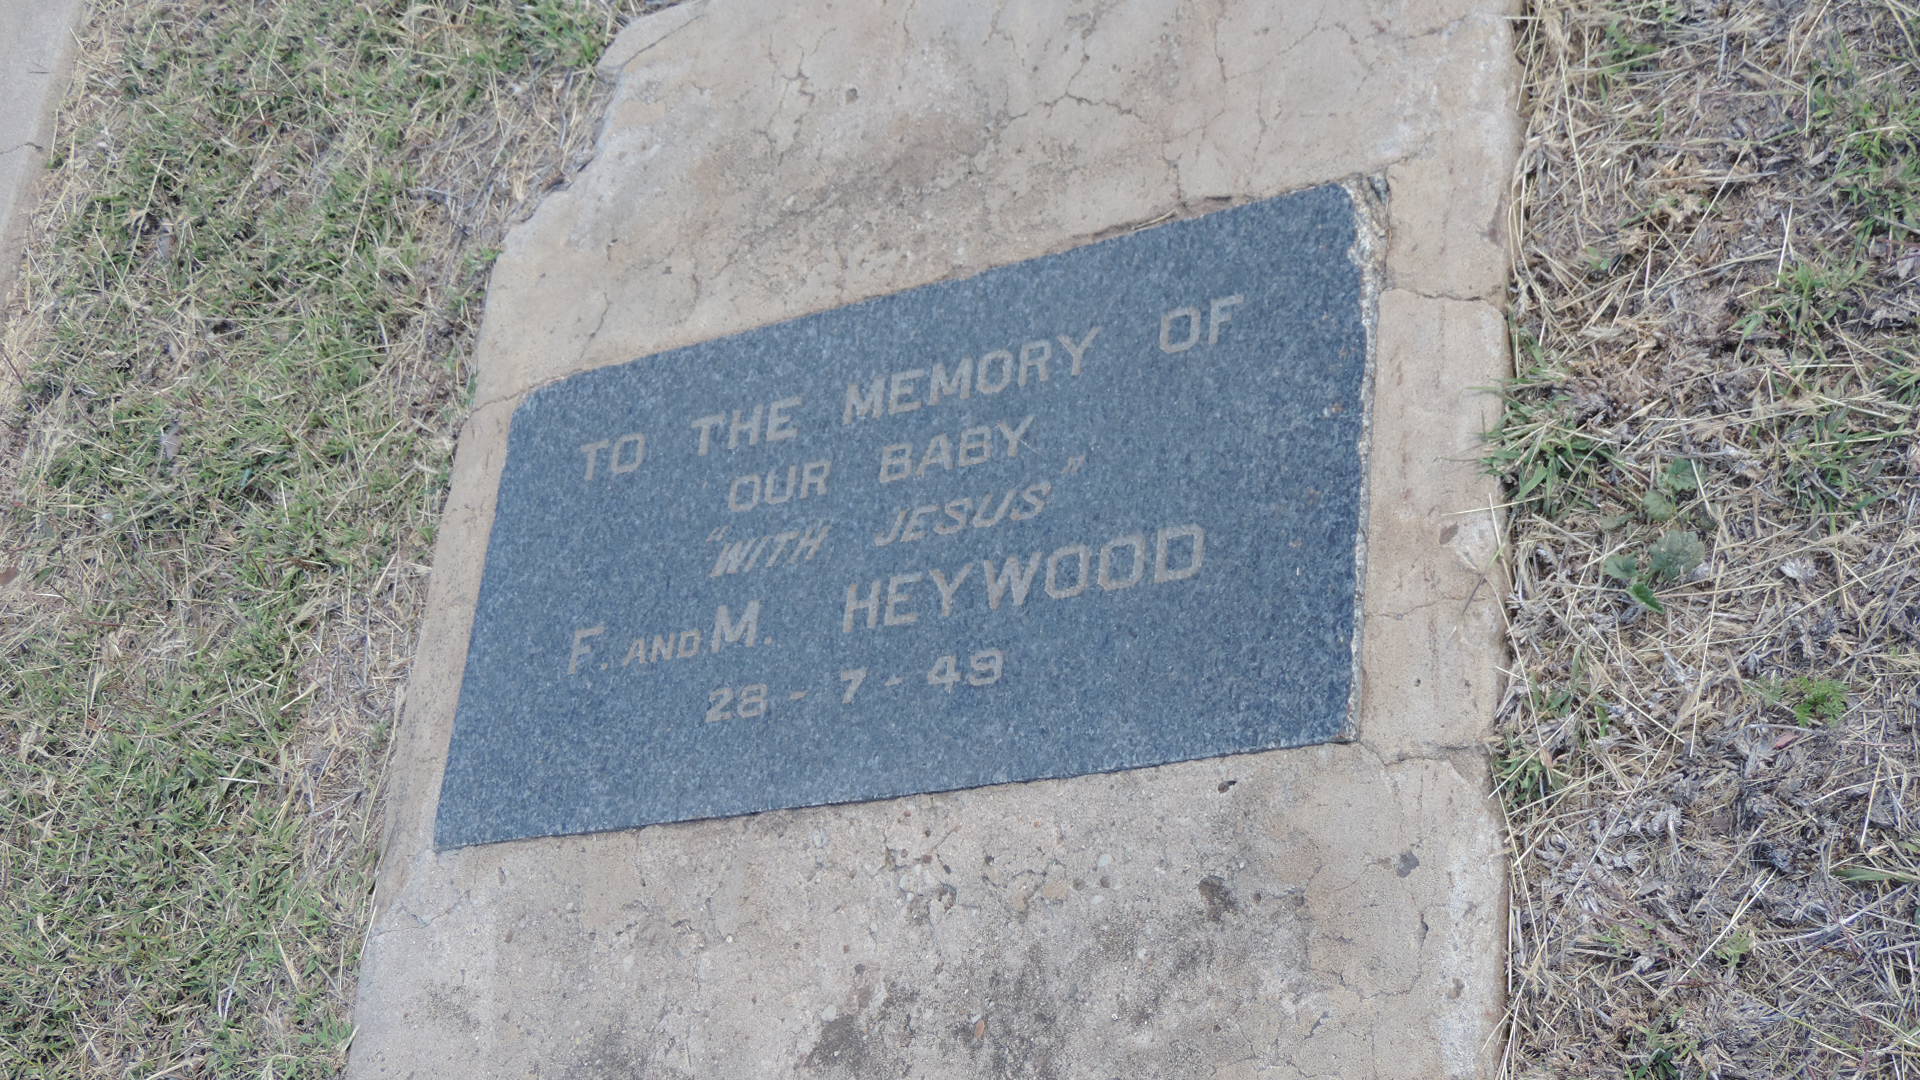 TO THE MEMORY OF
OUR BABY
"WITH JESUS"
F. AND M. HEYWOOD
28 - 7 - 49